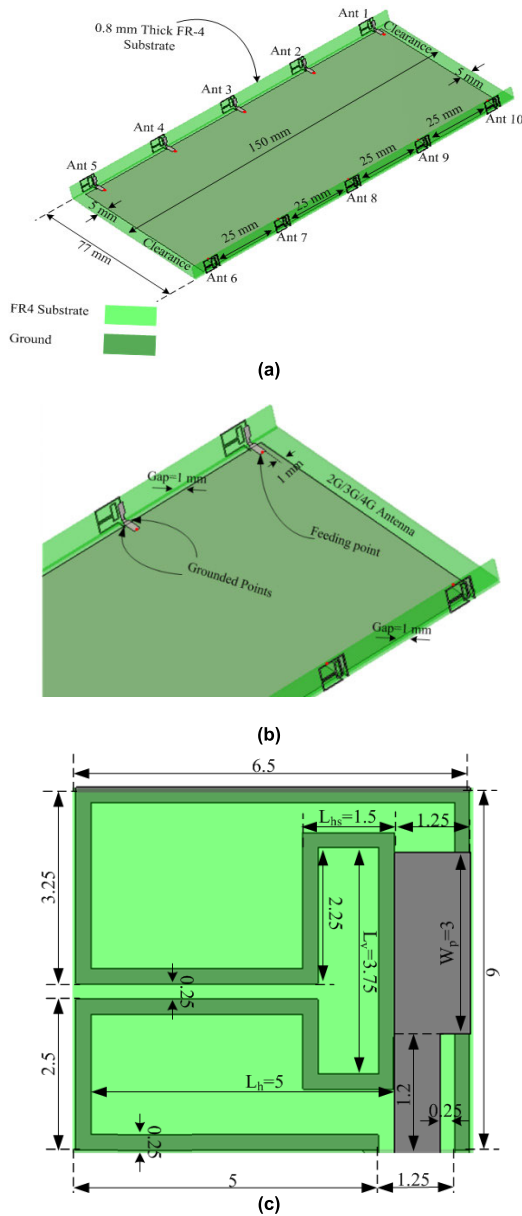 0.8 mm Thick FR-4
Substrate
Ant 1
Clearance
Ant 2
5 mm
Ant 3
Ant 10
25 mm
Ant 4
150 mm
Ant 9
25 mm
Ant 5
25 mm
Ant 8
5 mm
25 mm
Ant 7
Clearance
77 mm
Ant 6
FR4 Substrate
Ground
(a)
Gap=1 mm
1 mm
2G/3G/4G Antenna
Feeding point
Grounded Points
Gap=1 mm
(b)
6.5
Lhs=1.5
1.25
3.25
2.25
Lv=3.75
Wp=3
9
0.25
2.5
Lh=5
1.2
0.25
0.25
5
1.25
(c)